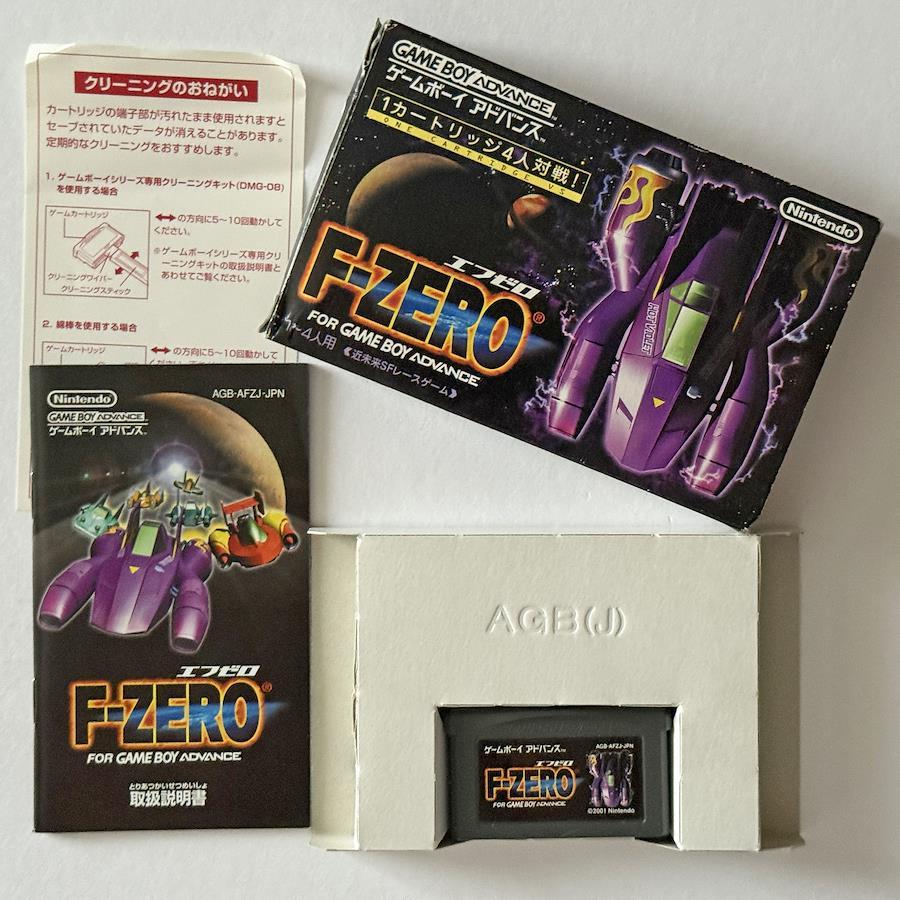 クリーニングのおねがい
カートリッジの端子部が汚れたまま使用されますと
セーブされていたデータが消えることがあります。
定期的なクリーニングをおすすめします。
1. ゲームボーイシリーズ専用クリーニングキット(DMG-08)
を使用する場合
ゲームカートリッジ
クリーニングワイパー
クリーニングスティック
⟷の方向に5〜10回動かして
ください。
※ゲームボーイシリーズ専用クリ
ーニングキットの取扱説明書と
あわせてご覧ください。
2. 綿棒を使用する場合
ゲームカートリッジ
⟷の方向に5〜10回動かして
GAME BOY ADVANCE
ゲームボーイ アドバンス™
1カートリッジ4人対戦!
ONE CARTRIDGE VS
Nintendo®
エフゼロ
F-ZERO®
FOR GAME BOY ADVANCE
1〜4人用
《近未来SFレースゲーム》
HOT VIOLET
Nintendo
AGB-AFZJ-JPN
GAME BOY ADVANCE
ゲームボーイ アドバンス™
エフゼロ
F-ZERO®
FOR GAME BOY ADVANCE
とりあつかいせつめいしょ
取扱説明書
AGB(J)
ゲームボーイ アドバンス™
AGB-AFZJ-JPN
エフゼロ
F-ZERO
FOR GAME BOY ADVANCE
©2001 Nintendo